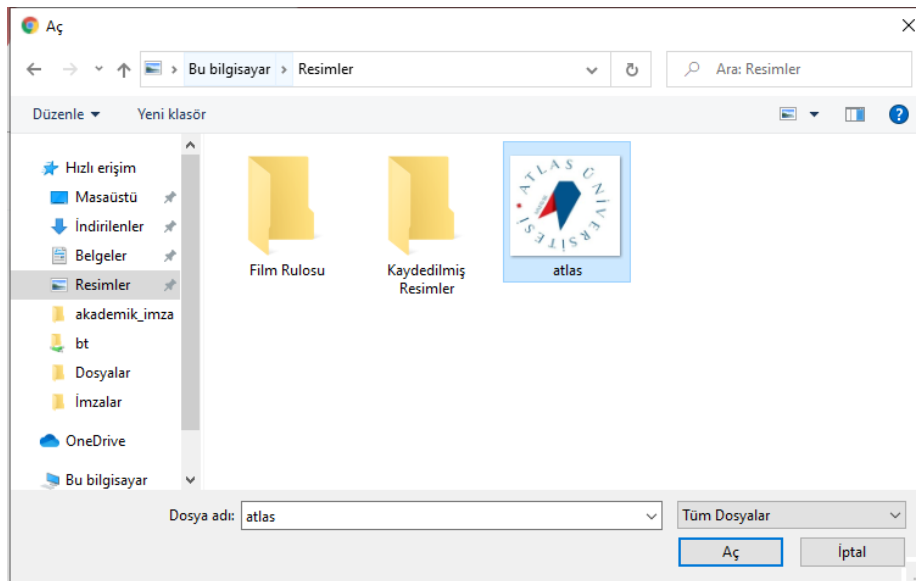 Aç
Bu bilgisayar > Resimler
Ara: Resimler
Düzenle
Yeni klasör
Hızlı erişim
Masaüstü
İndirilenler
Belgeler
Resimler
akademik_imza
bt
Dosyalar
İmzalar
OneDrive
Bu bilgisayar
Film Rulosu
Kaydedilmiş
Resimler
ATLAS ÜNİVERSİTESİ
atlas
Dosya adı: atlas
Tüm Dosyalar
Aç
İptal